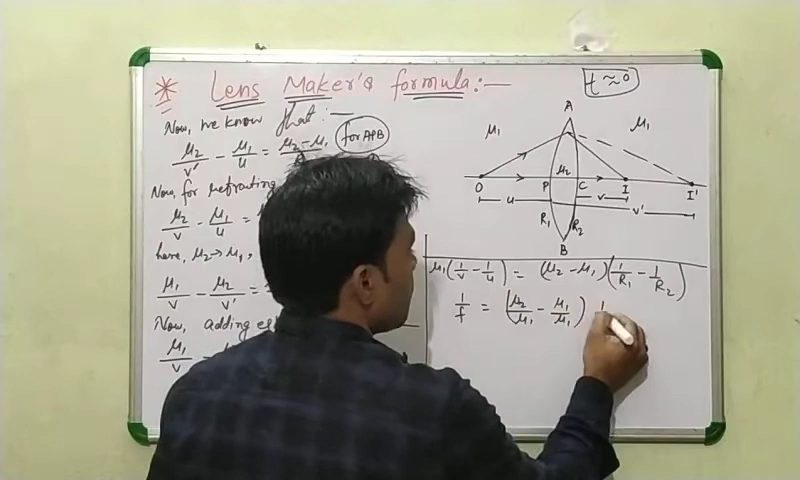 * Lens Maker's formula:—
t ≈ 0
Now, we know that:—
μ₂/v' - μ₁/u = μ₂-μ₁ for APB
Now, for refracting
μ₂/v - μ₁/u =
here, μ₂→μ₁,
μ₁/v - μ₂/v' =
Now, adding
μ₁/v
A
μ₁ μ₁
μ₂
O P C I I'
u v
v'
R₁ R₂
B
μ₁(1/v - 1/u) = (μ₂-μ₁)(1/R₁ - 1/R₂)
1/f = (μ₂/μ₁ - μ₁/μ₁) 1